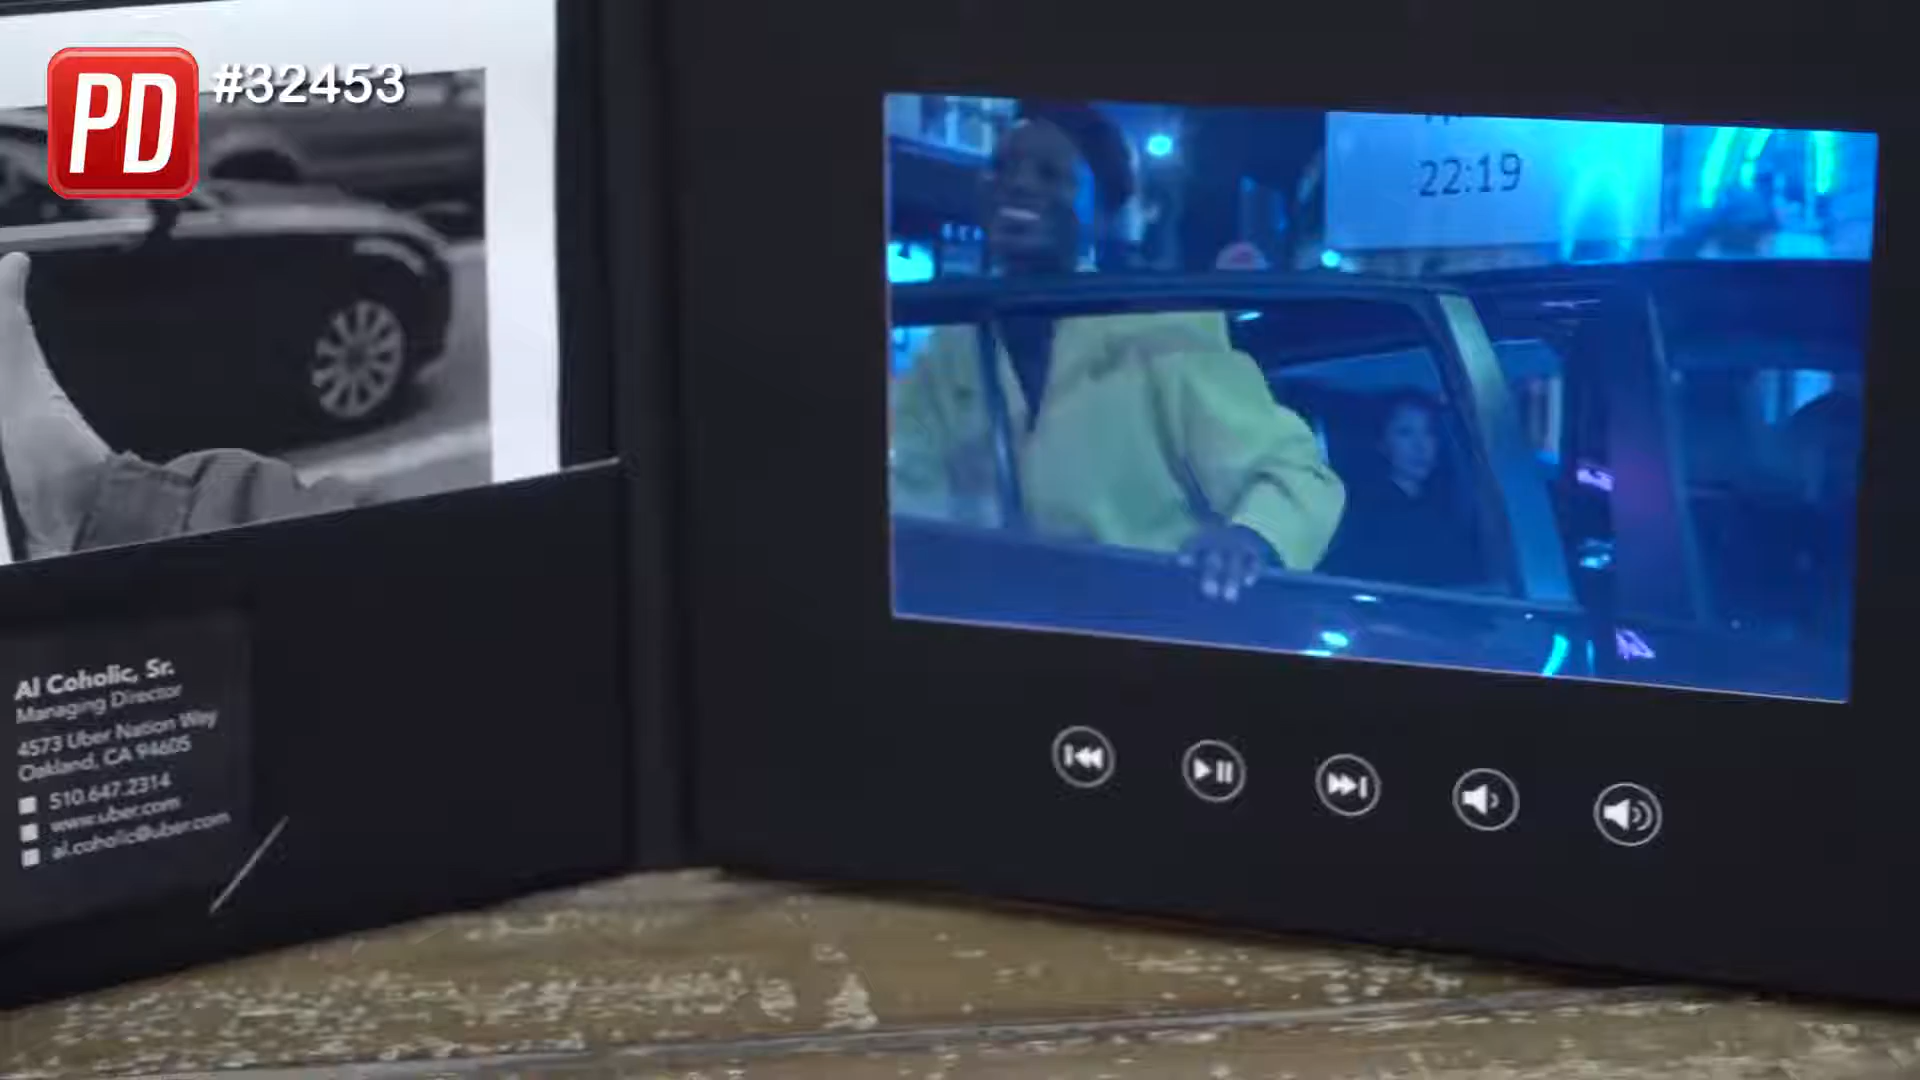 PD #32453
22:19
Al Coholic, Sr.
Managing Director
4573 Uber Nation Way
Oakland, CA 94605
510.647.2314
www.uber.com
al.coholic@uber.com